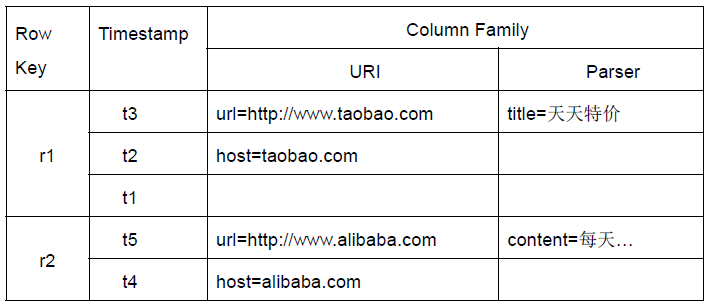 Row Key
Timestamp
Column Family
URI
Parser
r1
t3
url=http://www.taobao.com
title=天天特价
t2
host=taobao.com
t1
r2
t5
url=http://www.alibaba.com
content=每天...
t4
host=alibaba.com